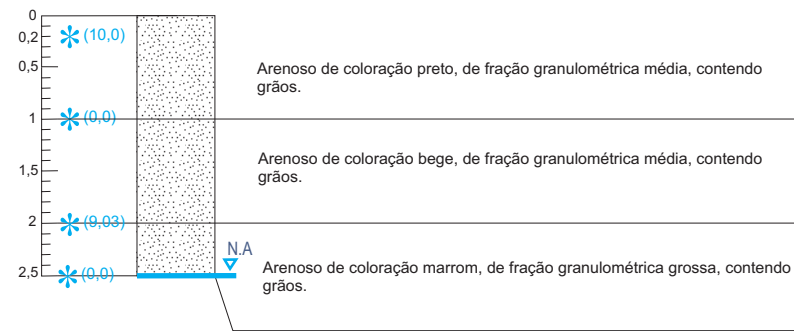 0
0,2
(10,0)
0,5
Arenoso de coloração preto, de fração granulométrica média, contendo
grãos.
1
(0,0)
Arenoso de coloração bege, de fração granulométrica média, contendo
grãos.
1,5
2
(9,03)
N.A
Arenoso de coloração marrom, de fração granulométrica grossa, contendo
grãos.
2,5
(0,0)